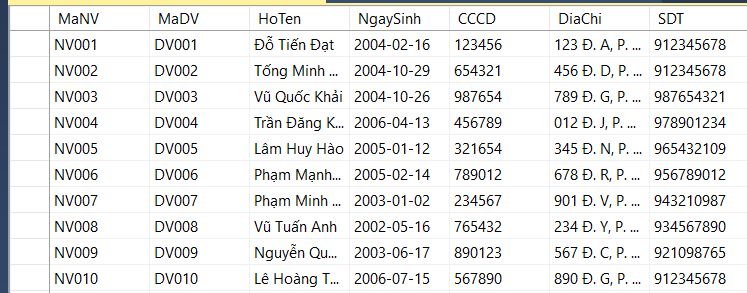 MaNV MaDV HoTen NgaySinh CCCD DiaChi SDT
NV001 DV001 Đỗ Tiến Đạt 2004-02-16 123456 123 Đ. A, P. ... 912345678
NV002 DV002 Tống Minh ... 2004-10-29 654321 456 Đ. D, P. ... 912345678
NV003 DV003 Vũ Quốc Khải 2004-10-26 987654 789 Đ. G, P. ... 987654321
NV004 DV004 Trần Đăng K... 2006-04-13 456789 012 Đ. J, P. ... 978901234
NV005 DV005 Lâm Huy Hào 2005-01-12 321654 345 Đ. N, P. ... 965432109
NV006 DV006 Phạm Mạnh... 2005-02-14 789012 678 Đ. R, P. ... 956789012
NV007 DV007 Phạm Minh ... 2003-01-02 234567 901 Đ. V, P. ... 943210987
NV008 DV008 Vũ Tuấn Anh 2002-05-16 765432 234 Đ. Y, P. ... 934567890
NV009 DV009 Nguyễn Qu... 2003-06-17 890123 567 Đ. C, P. ... 921098765
NV010 DV010 Lê Hoàng T... 2006-07-15 567890 890 Đ. G, P. ... 912345678